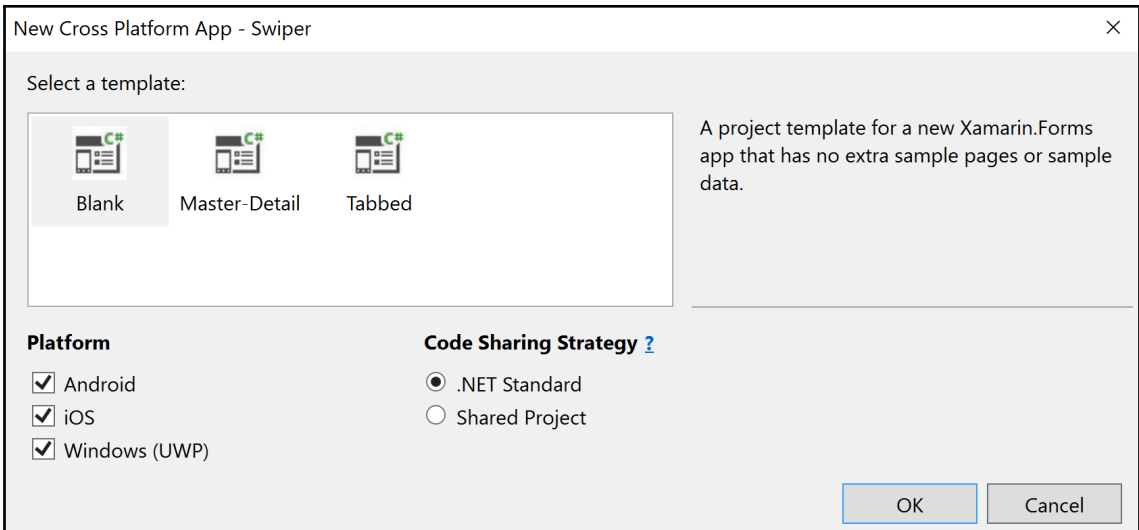 New Cross Platform App - Swiper
Select a template:
C# C# C#
Blank Master-Detail Tabbed
A project template for a new Xamarin.Forms
app that has no extra sample pages or sample
data.
Platform
Android
iOS
Windows (UWP)
Code Sharing Strategy ?
.NET Standard
Shared Project
OK Cancel